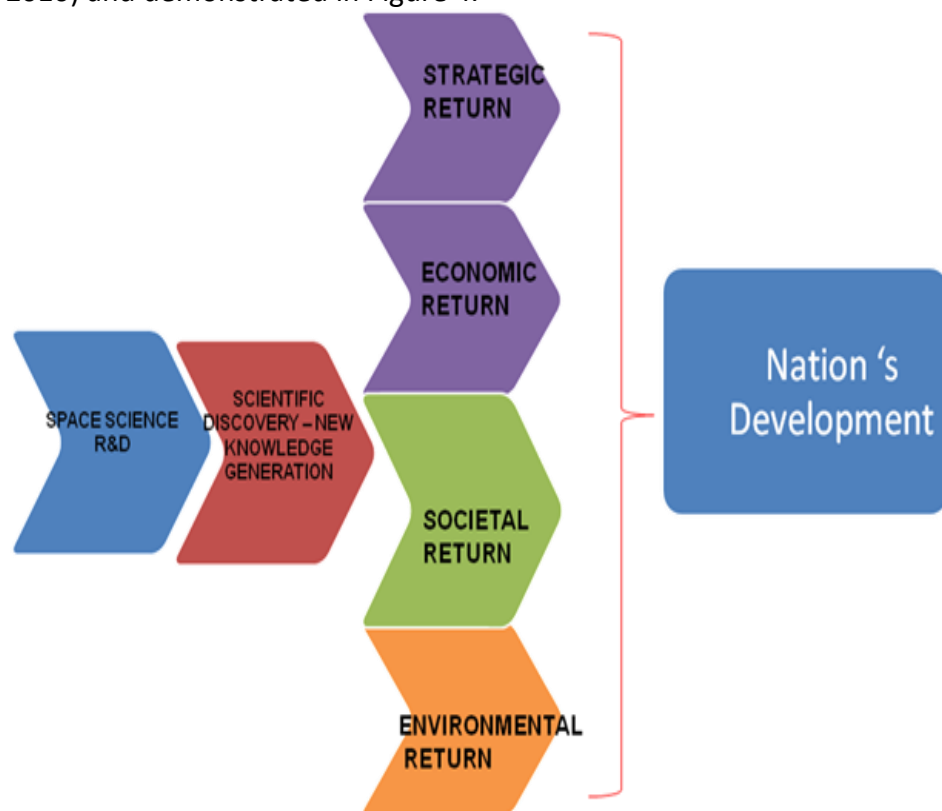 STRATEGIC
RETURN
ECONOMIC
RETURN
SPACE SCIENCE
R&D
SCIENTIFIC
DISCOVERY – NEW
KNOWLEDGE
GENERATION
SOCIETAL
RETURN
ENVIRONMENTAL
RETURN
Nation ‘s
Development